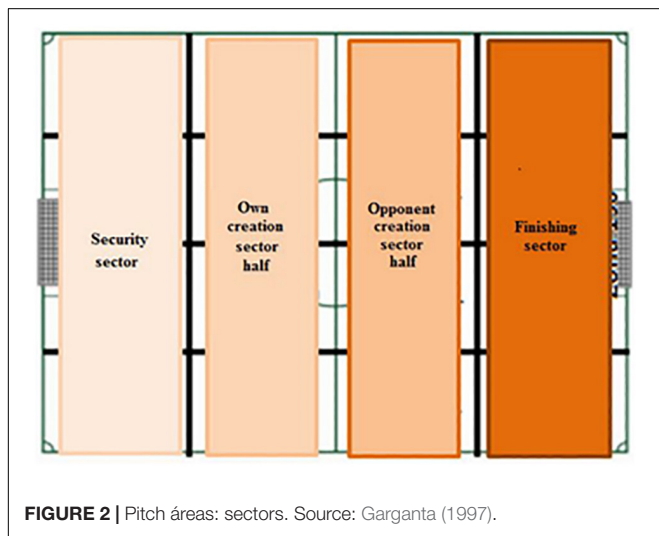 Security
sector
Own
creation
sector
half
Opponent
creation
sector
half
Finishing
sector
FIGURE 2 | Pitch áreas: sectors. Source: Garganta (1997).